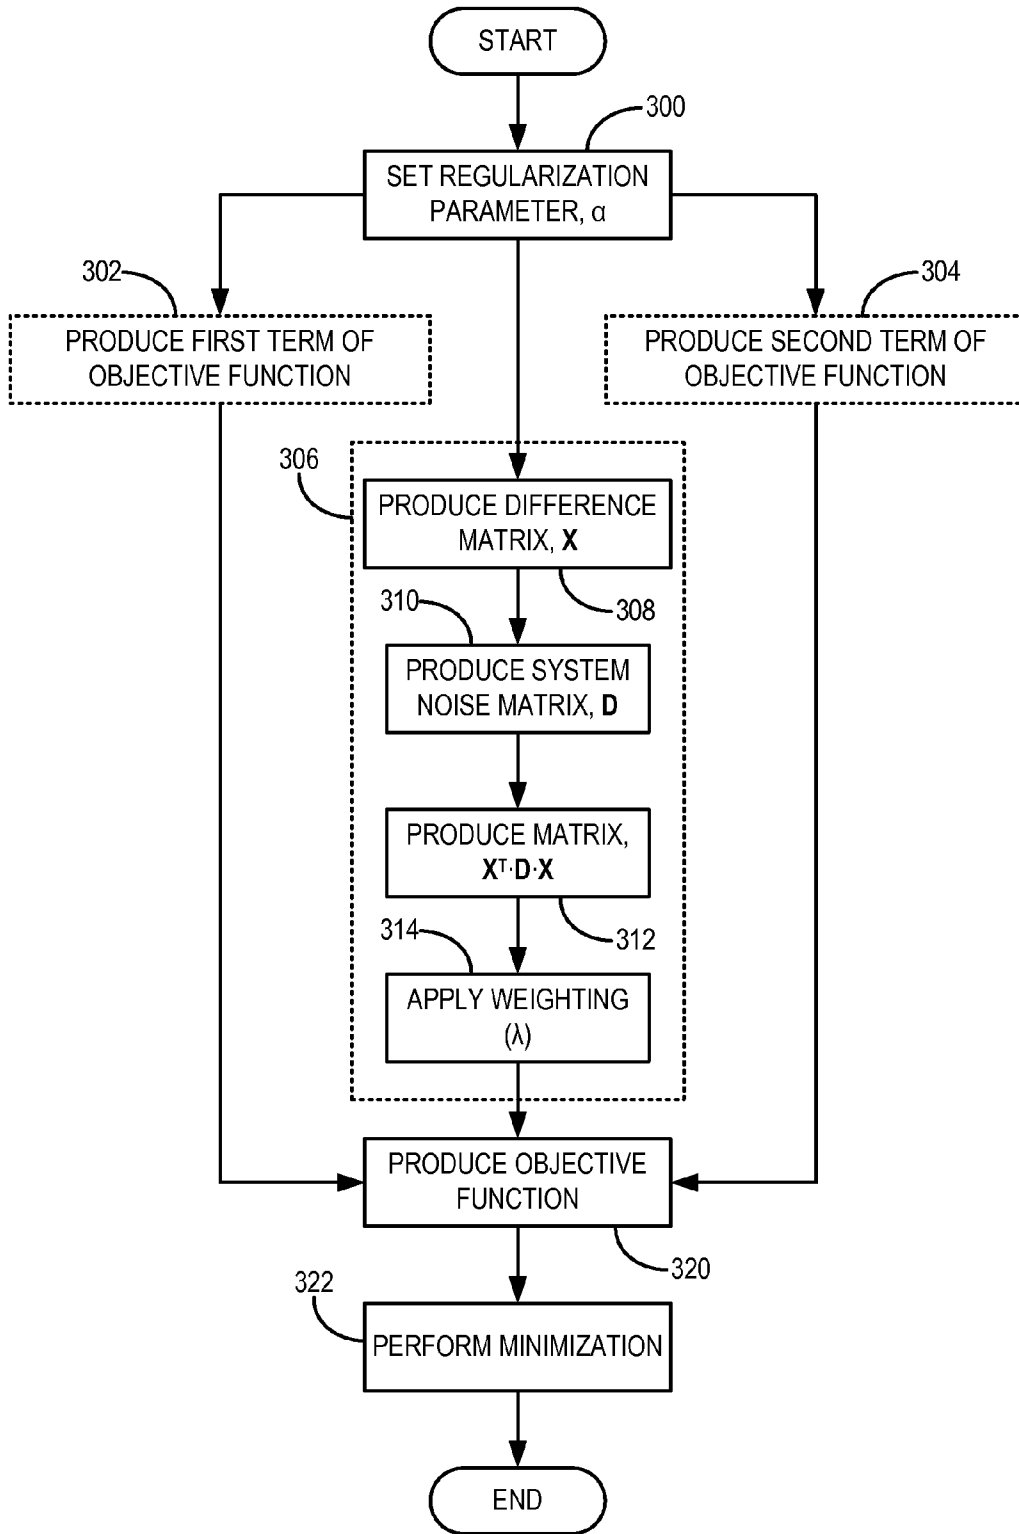 START
300
SET REGULARIZATION
PARAMETER, α
302
304
PRODUCE FIRST TERM OF
OBJECTIVE FUNCTION
PRODUCE SECOND TERM OF
OBJECTIVE FUNCTION
306
PRODUCE DIFFERENCE
MATRIX, X
308
310
PRODUCE SYSTEM
NOISE MATRIX, D
PRODUCE MATRIX,
Xᵀ·D·X
312
314
APPLY WEIGHTING
(λ)
PRODUCE OBJECTIVE
FUNCTION
320
322
PERFORM MINIMIZATION
END